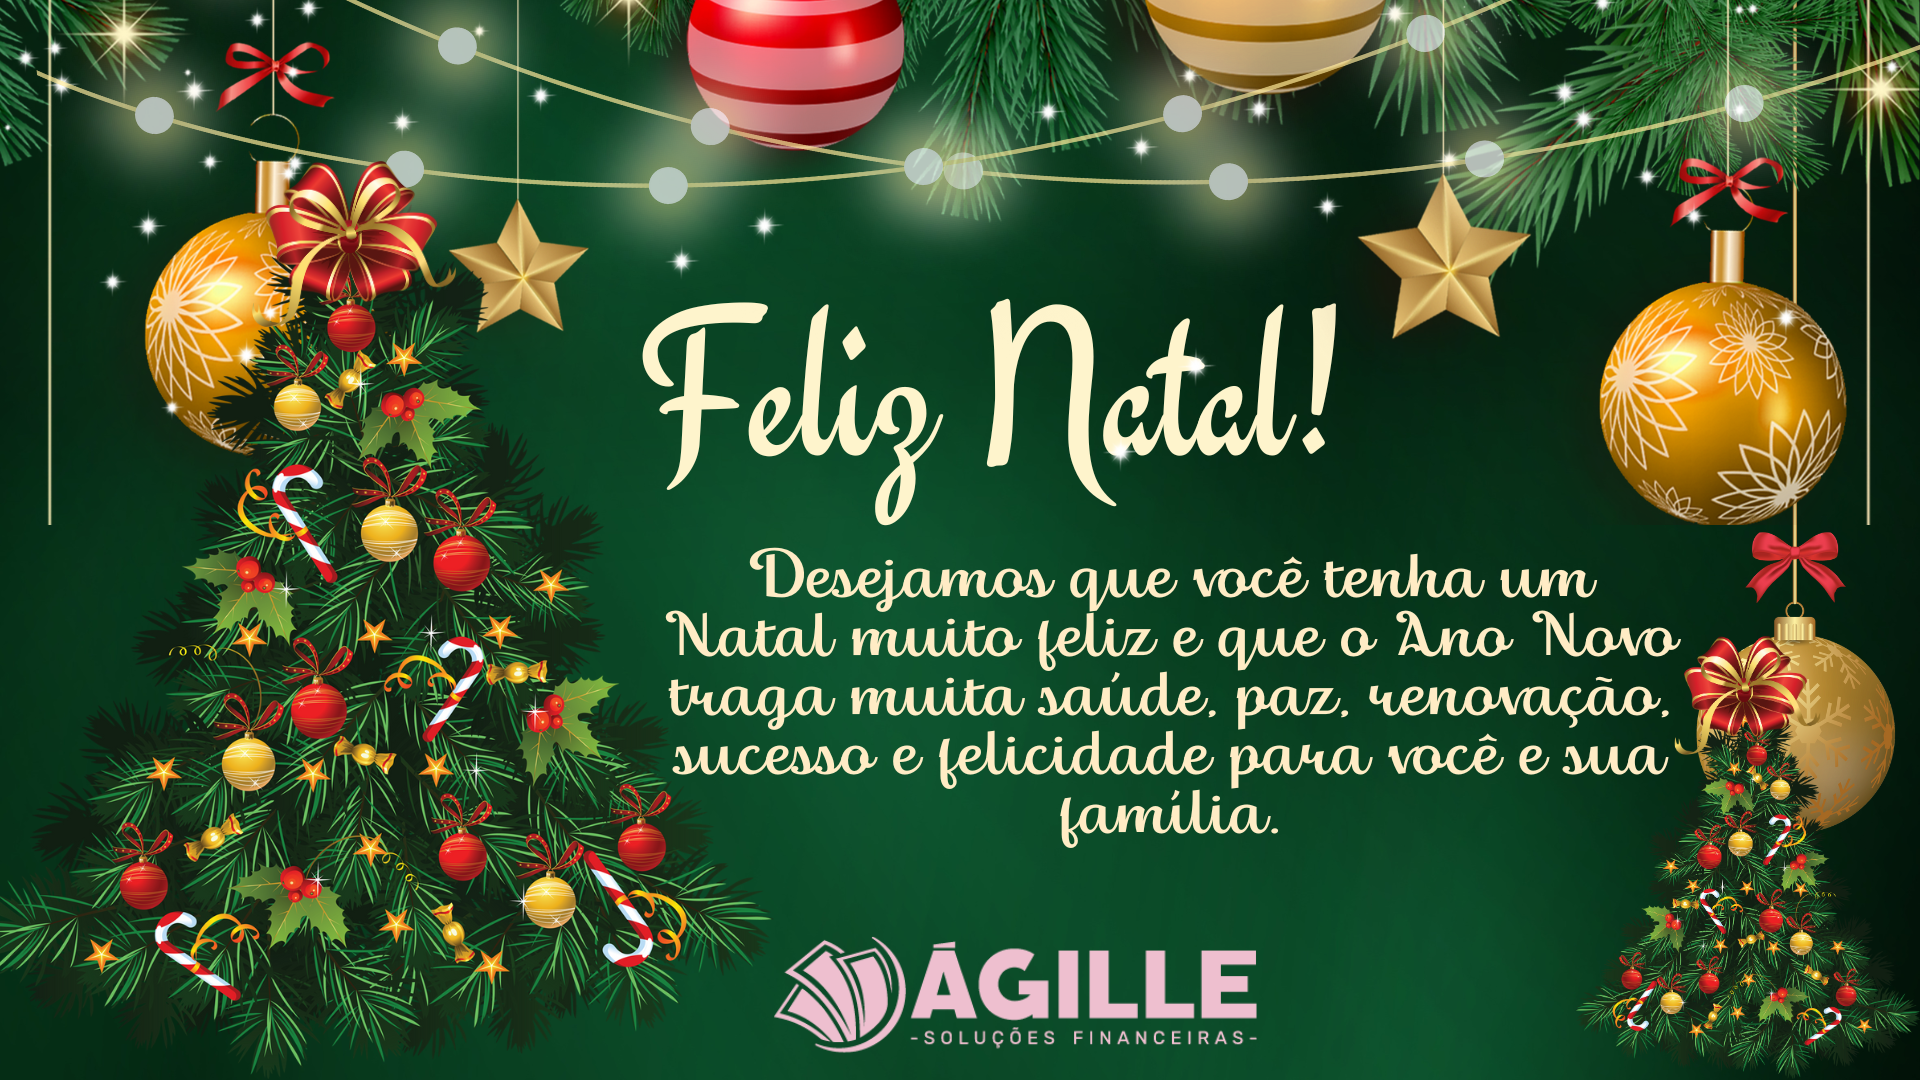 Feliz Natal!
Desejamos que você tenha um
Natal muito feliz e que o Ano Novo
traga muita saúde, paz, renovação,
sucesso e felicidade para você e sua
família.
ÁGILLE
-SOLUÇÕES FINANCEIRAS-